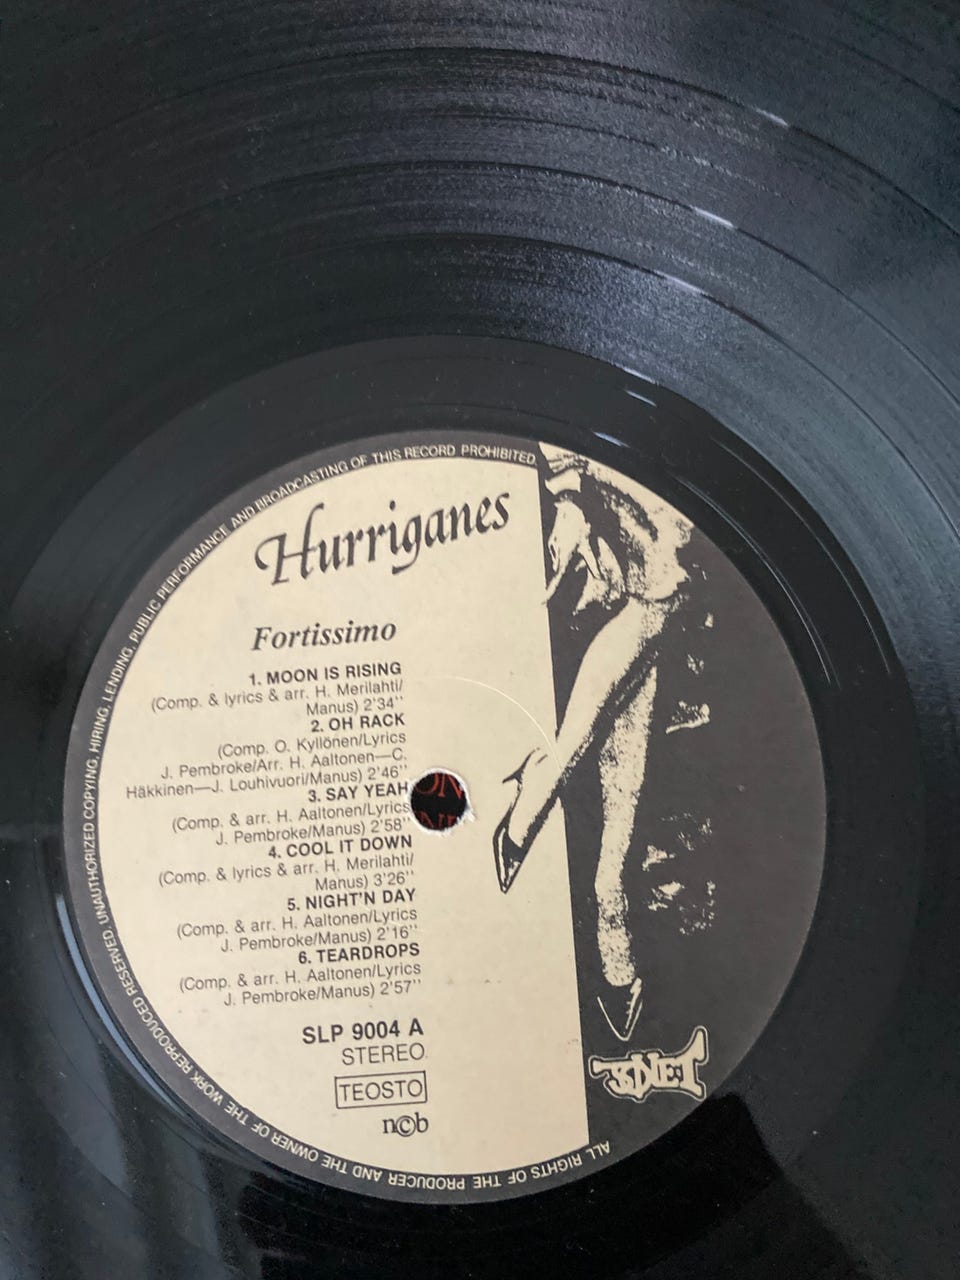 UNAUTHORIZED COPYING, HIRING, LENDING, PUBLIC PERFORMANCE AND BROADCASTING OF THIS RECORD PROHIBITED.
Hurriganes
Fortissimo
1. MOON IS RISING
(Comp. & lyrics & arr. H. Merilahti/
Manus) 2'34''
2. OH RACK
(Comp. O. Kyllönen/Lyrics
J. Pembroke/Arr. H. Aaltonen—C.
Häkkinen—J. Louhivuori/Manus) 2'46''
3. SAY YEAH
(Comp. & arr. H. Aaltonen/Lyrics
J. Pembroke/Manus) 2'58''
4. COOL IT DOWN
(Comp. & lyrics & arr. H. Merilahti/
Manus) 3'26''
5. NIGHT'N DAY
(Comp. & arr. H. Aaltonen/Lyrics
J. Pembroke/Manus) 2'16''
6. TEARDROPS
(Comp. & arr. H. Aaltonen/Lyrics
J. Pembroke/Manus) 2'57''
SLP 9004 A
STEREO
TEOSTO
n©b
ALL RIGHTS OF THE PRODUCER AND THE OWNER OF THE WORK REPRODUCED RESERVED.